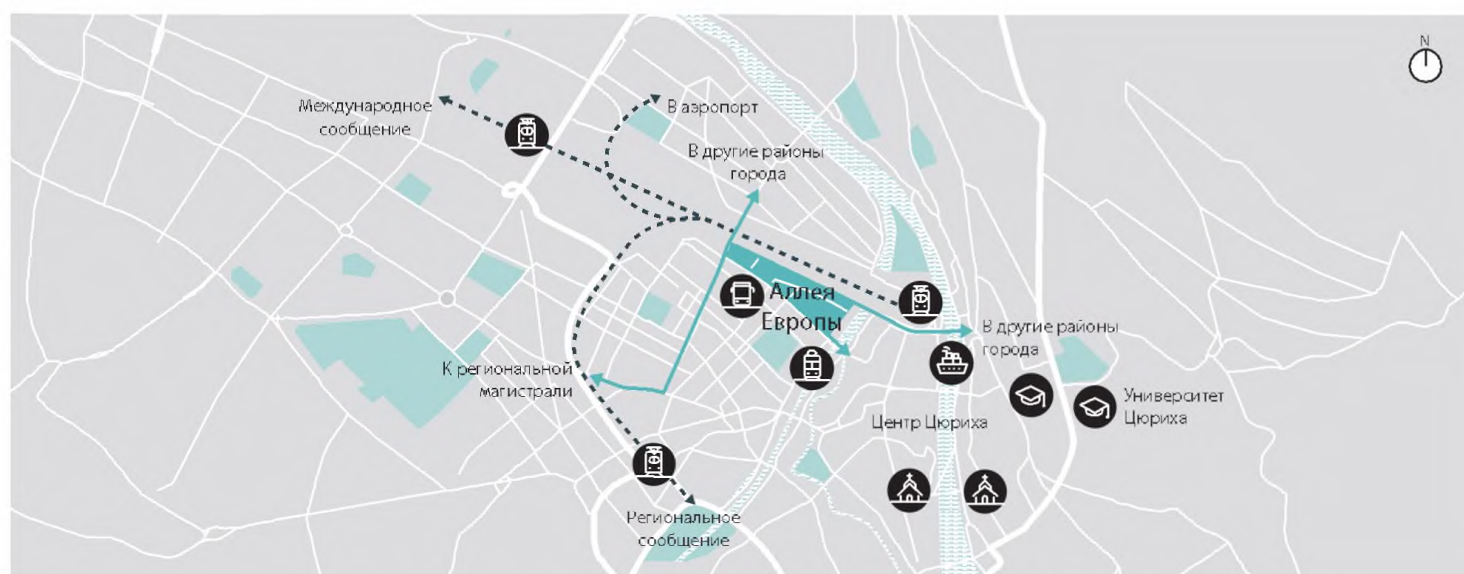 N
Международное
сообщение
В аэропорт
В другие районы
города
Аллея
Европы
В другие районы
города
К региональной
магистрали
Университет
Цюриха
Центр Цюриха
Региональное
сообщение